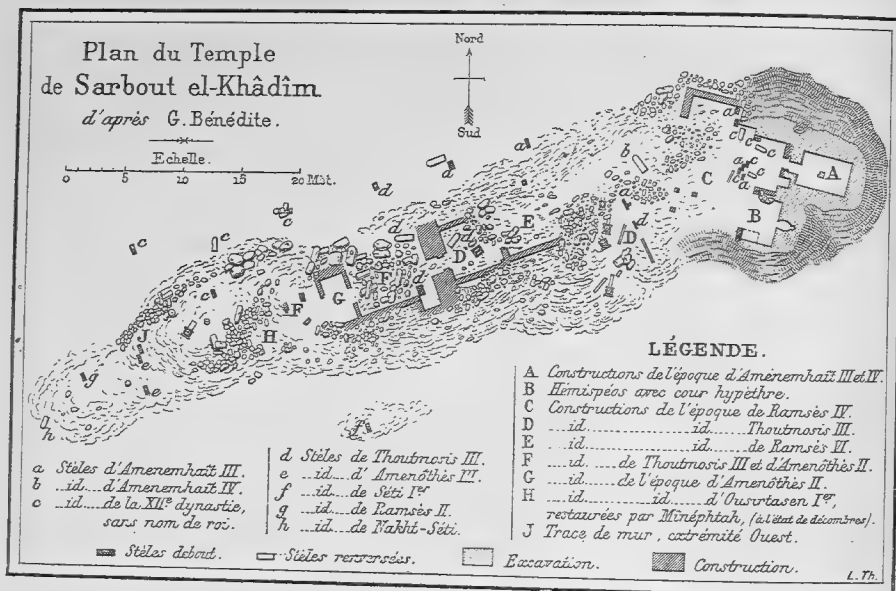 Plan du Temple
de Sarbout el-Khâdîm
d'après G. Bénédite.
Echelle.
0 5 10 15 20 Mèt.
Nord
Sud
a
b
c
d
A
B
C
D
E
F
G
H
J
e
f
g
h
LÉGENDE.
A Constructions de l'époque d'Aménemhaït III et IV.
B Hémispéos avec cour hypèthre.
C Constructions de l'époque de Ramsès IV.
D ...id. ... id. ... Thoutmosis III.
E ...id. ... id. ... de Ramsès VI.
F ...id. ... de Thoutmosis III et d'Amenôthès II.
G ...id. ... de l'époque d'Amenôthès II.
H ...id. ... id. ... d'Ousirtasen Ier,
restaurées par Minéphtah, (à l'état de décombres).
J Trace de mur, extrémité Ouest.
a Stèles d'Amenemhaït III.
b ...id. ... d'Amenemhaït IV.
c ...id. ... de la XIIe dynastie,
sans nom de roi.
d Stèles de Thoutmosis III.
e ...id. ... d'Amenôthès Ier.
f ...id. ... de Séti Ier
g ...id. ... de Ramsès II.
h ...id. ... de Nakht-Séti.
Stèles debout. Stèles renversées. Excavation. Construction.
L. Th.